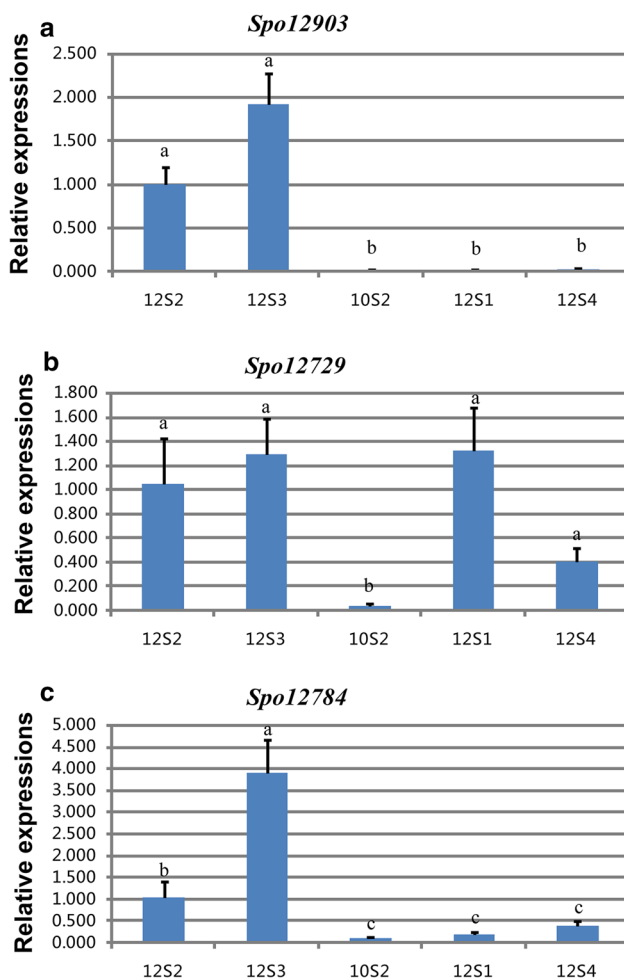 a
Spo12903
Relative expressions
2.500
2.000
1.500
1.000
0.500
0.000
a
a
b
b
b
12S2 12S3 10S2 12S1 12S4
b
Spo12729
Relative expressions
1.800
1.600
1.400
1.200
1.000
0.800
0.600
0.400
0.200
0.000
a
a
b
a
a
12S2 12S3 10S2 12S1 12S4
c
Spo12784
Relative expressions
5.000
4.500
4.000
3.500
3.000
2.500
2.000
1.500
1.000
0.500
0.000
b
a
c
c
c
12S2 12S3 10S2 12S1 12S4